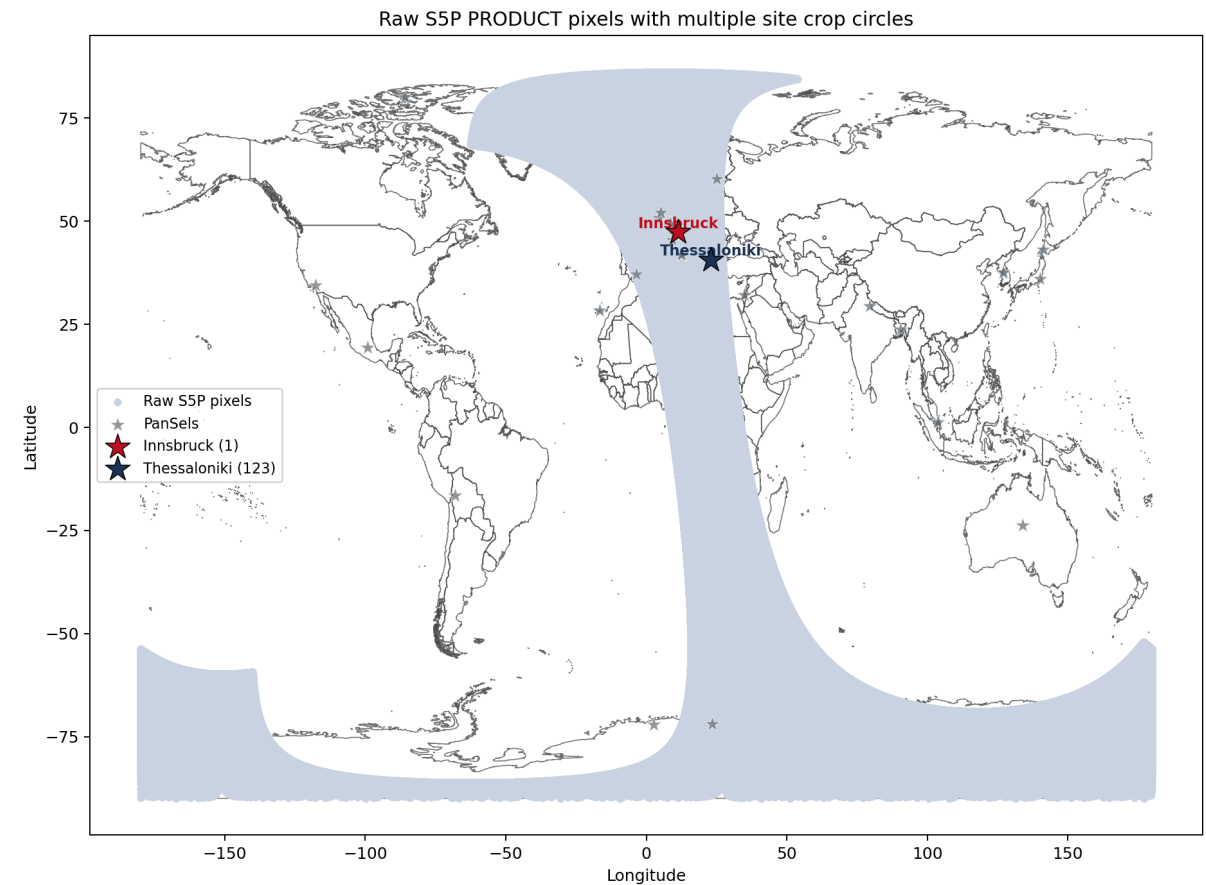 Raw S5P PRODUCT pixels with multiple site crop circles
75
50
25
0
−25
−50
−75
Latitude
Innsbruck
Thessaloniki
Raw S5P pixels
PanSels
Innsbruck (1)
Thessaloniki (123)
−150
−100
−50
0
50
100
150
Longitude